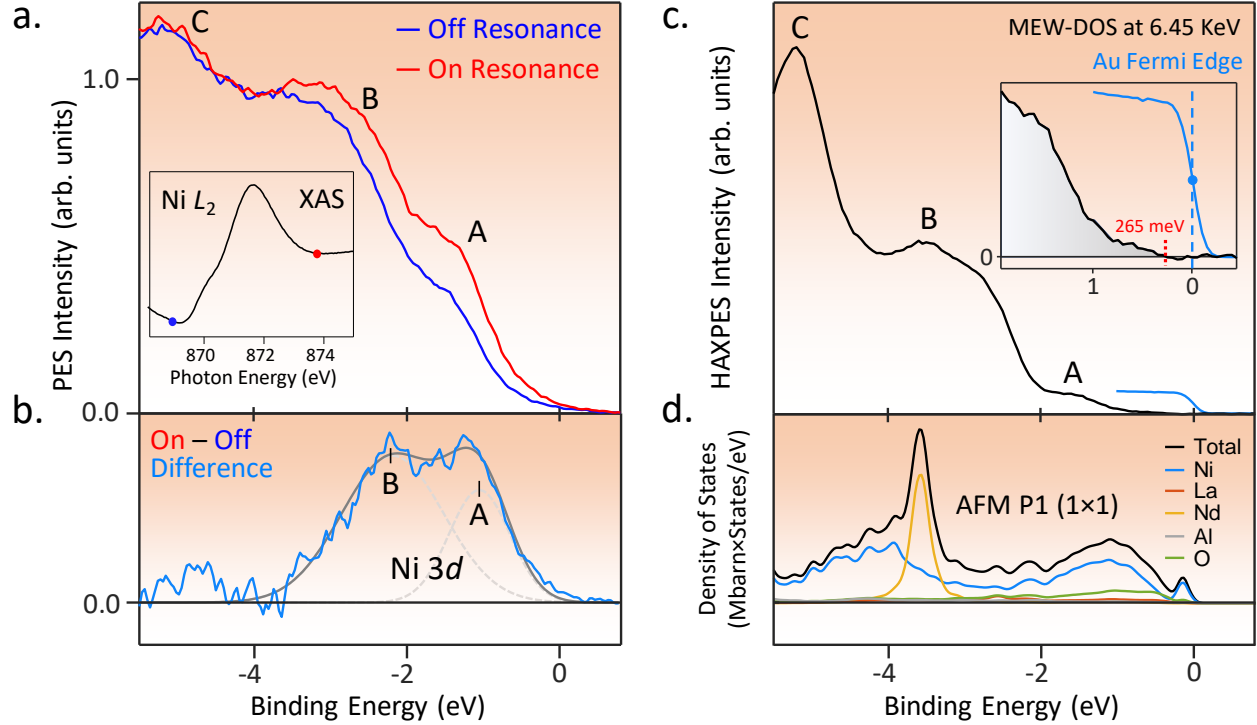 a.
C
— Off Resonance
— On Resonance
1.0
B
A
PES Intensity (arb. units)
Ni L₂
XAS
870
872
874
Photon Energy (eV)
0.0
b.
On – Off
Difference
B
A
Ni 3d
0.0
-4
-2
0
Binding Energy (eV)
c.
C
MEW-DOS at 6.45 KeV
Au Fermi Edge
265 meV
0
1
0
B
A
HAXPES Intensity (arb. units)
d.
Total
Ni
La
Nd
Al
O
AFM P1 (1×1)
Density of States
(Mbarn×States/eV)
-4
-2
0
Binding Energy (eV)